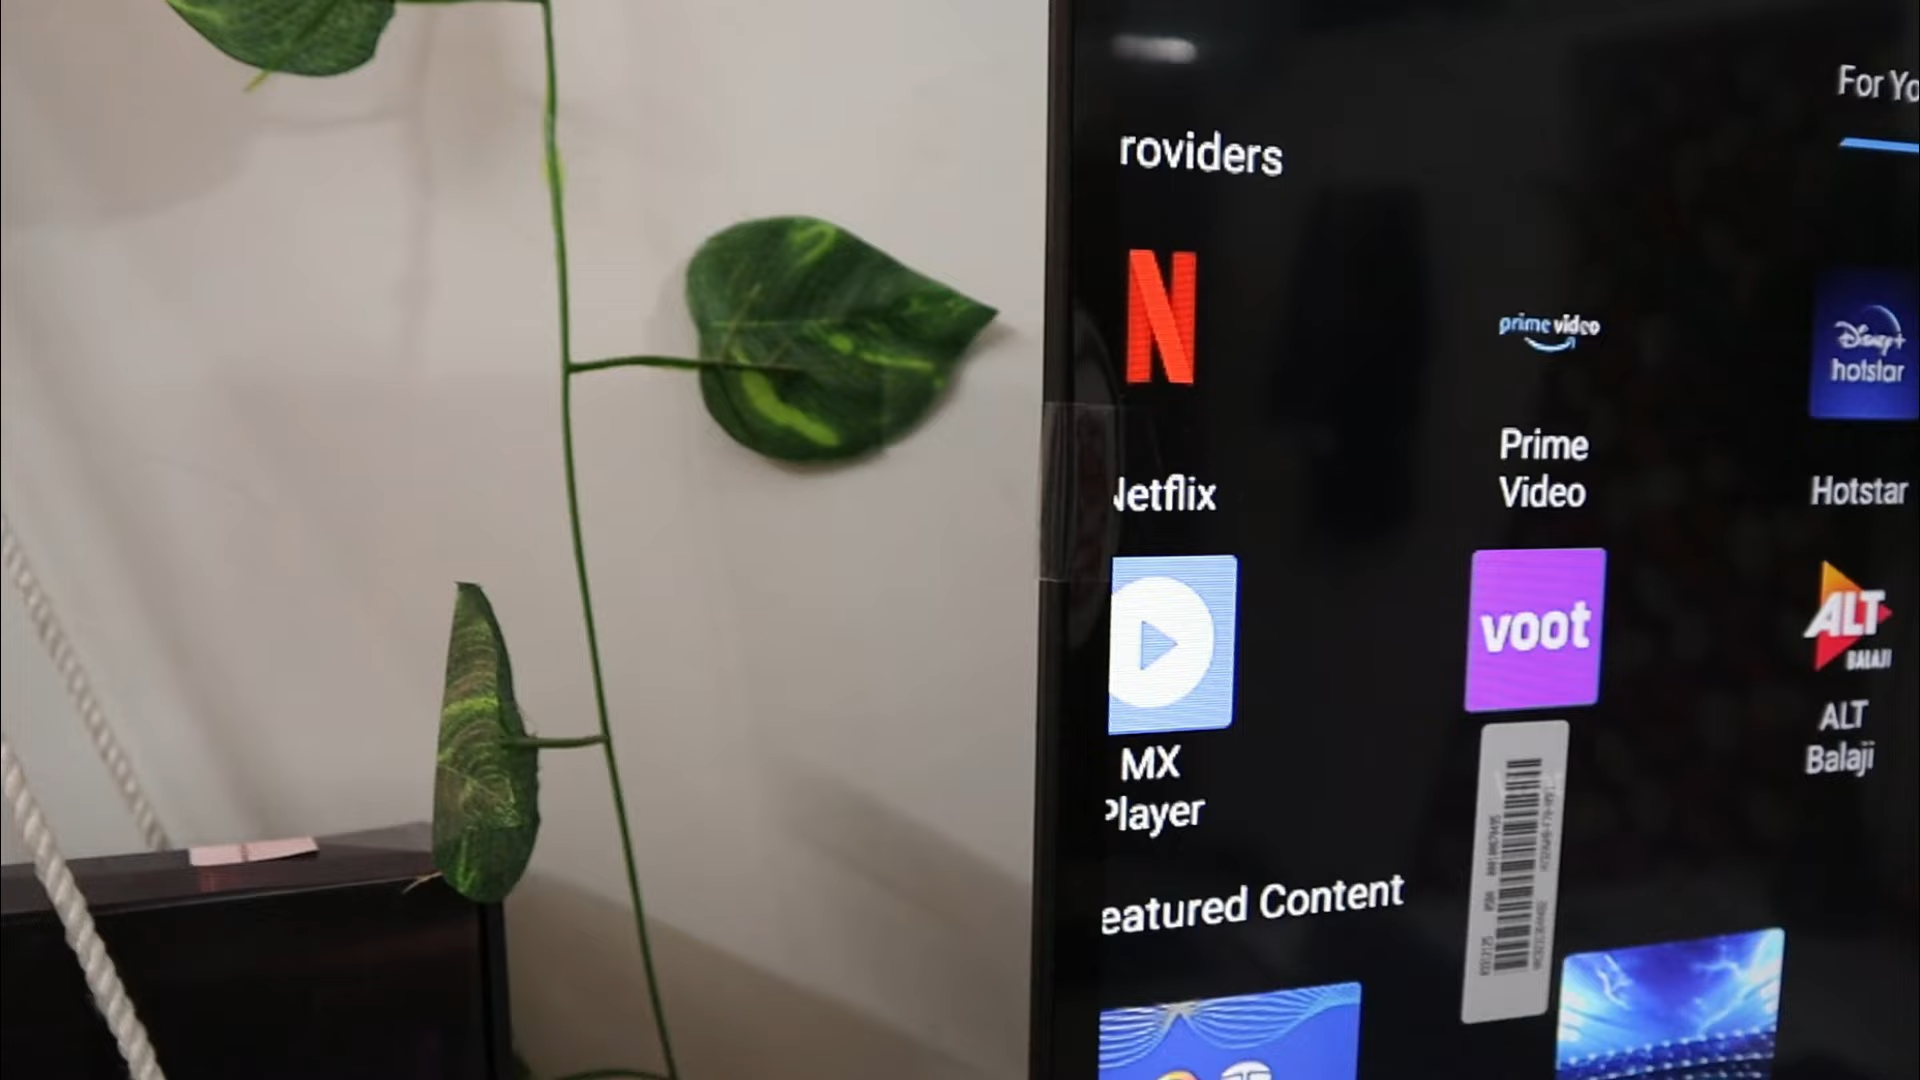 For Yo
roviders
N
prime video
Disney+
hotstar
Netflix
Prime
Video
Hotstar
voot
ALT
BALAJI
MX
Player
ALT
Balaji
eatured Content